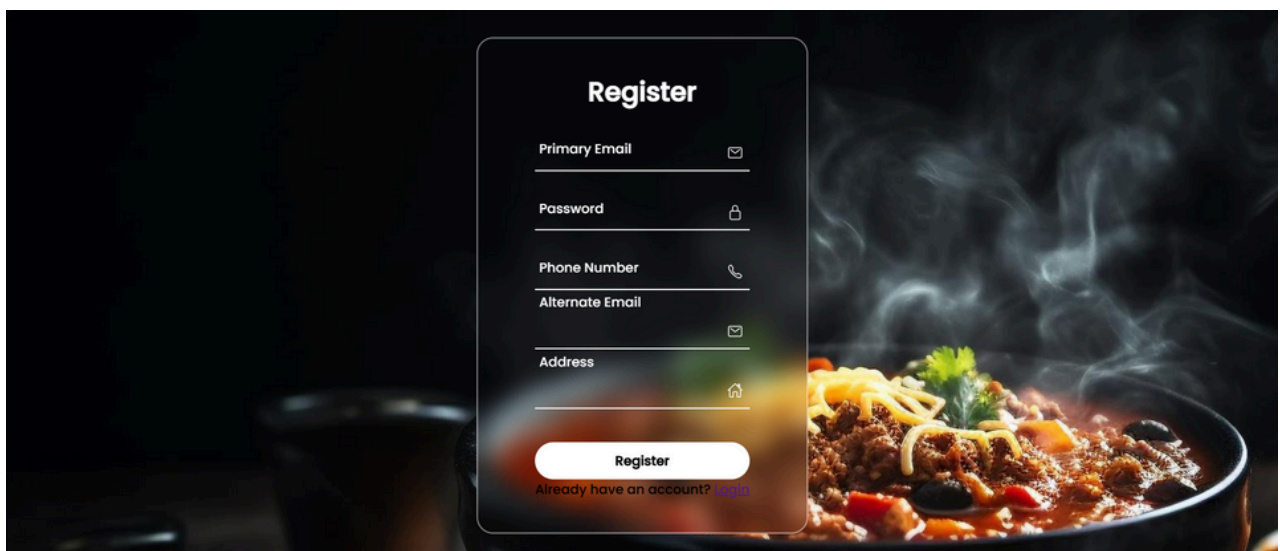 Register
Primary Email
Password
Phone Number
Alternate Email
Address
Register
Already have an account? Login